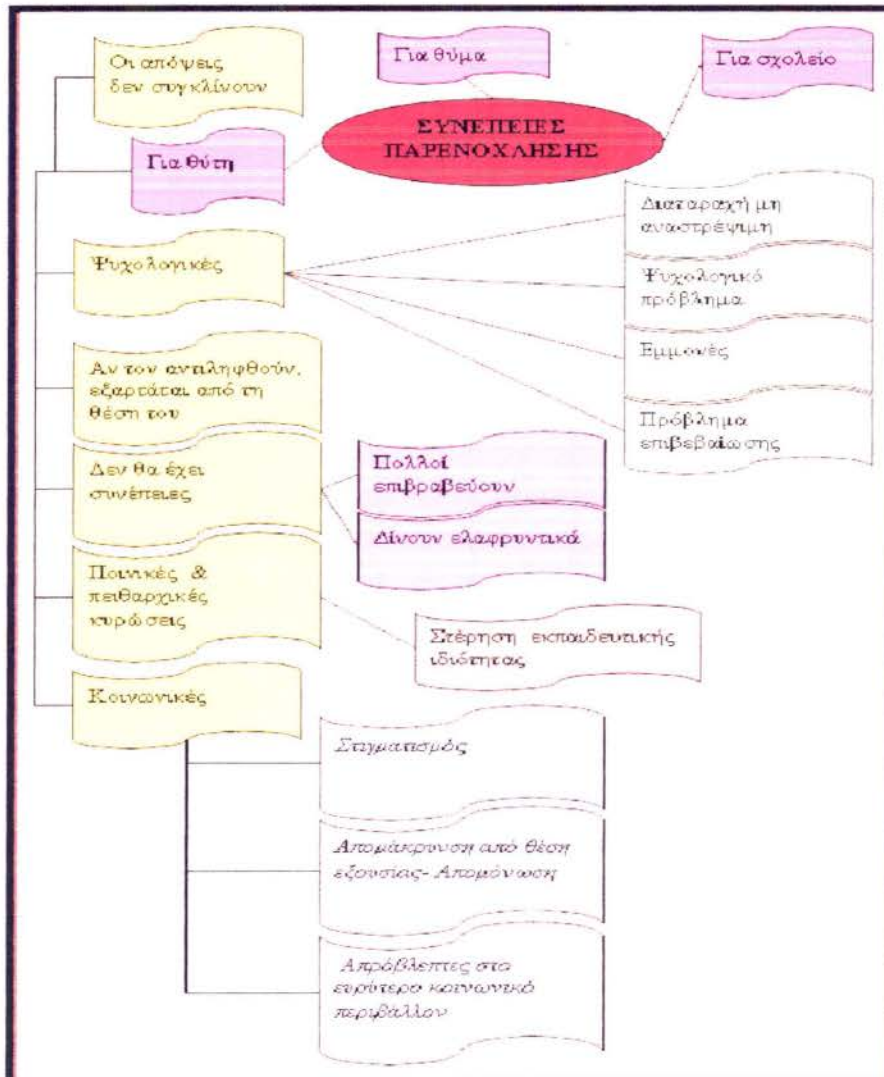 Οι απόψεις
δεν συγκλίνουν
Για θύμα
Για σχολείο
ΣΥΝΕΠΕΙΕΣ
ΠΑΡΕΝΟΧΛΗΣΗΣ
Για θύτη
Ψυχολογικές
Διαταραχή μη
αναστρέψιμη
Ψυχολογικό
πρόβλημα
Εμμονές
Πρόβλημα
επιβεβαίωσης
Αν τον αντιληφθούν,
εξαρτάται από τη
θέση του
Δεν θα έχει
συνέπειες
Πολλοί
επιβραβεύουν
Δίνουν ελαφρυντικά
Ποινικές &
πειθαρχικές
κυρώσεις
Στέρηση εκπαιδευτικής
ιδιότητας
Κοινωνικές
Στιγματισμός
Απομάκρυνση από θέση
εξουσίας- Απομόνωση
Απρόβλεπτες στο
ευρύτερο κοινωνικό
περιβάλλον